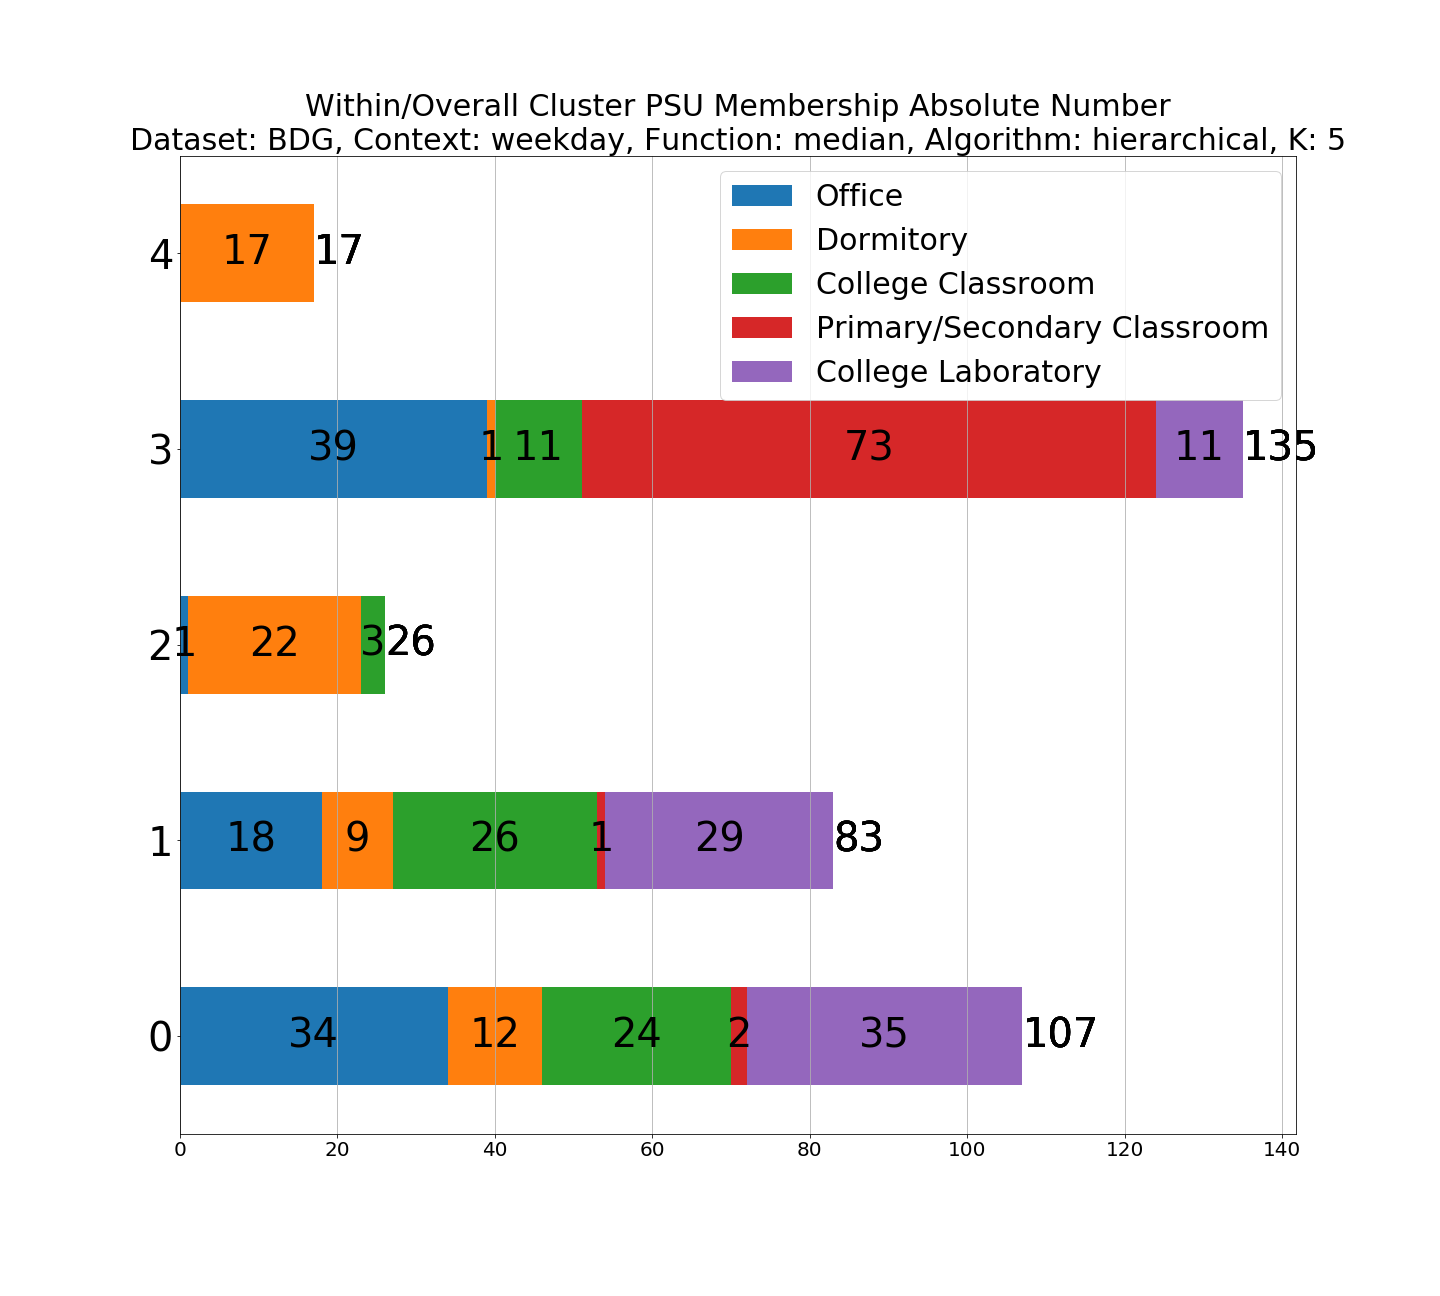 Within/Overall Cluster PSU Membership Absolute Number
Dataset: BDG, Context: weekday, Function: median, Algorithm: hierarchical, K: 5
Office
Dormitory
College Classroom
Primary/Secondary Classroom
College Laboratory
4 17 17
3 39 1 11 73 11 135
2 1 22 3 26
1 18 9 26 1 29 83
0 34 12 24 2 35 107
0 20 40 60 80 100 120 140